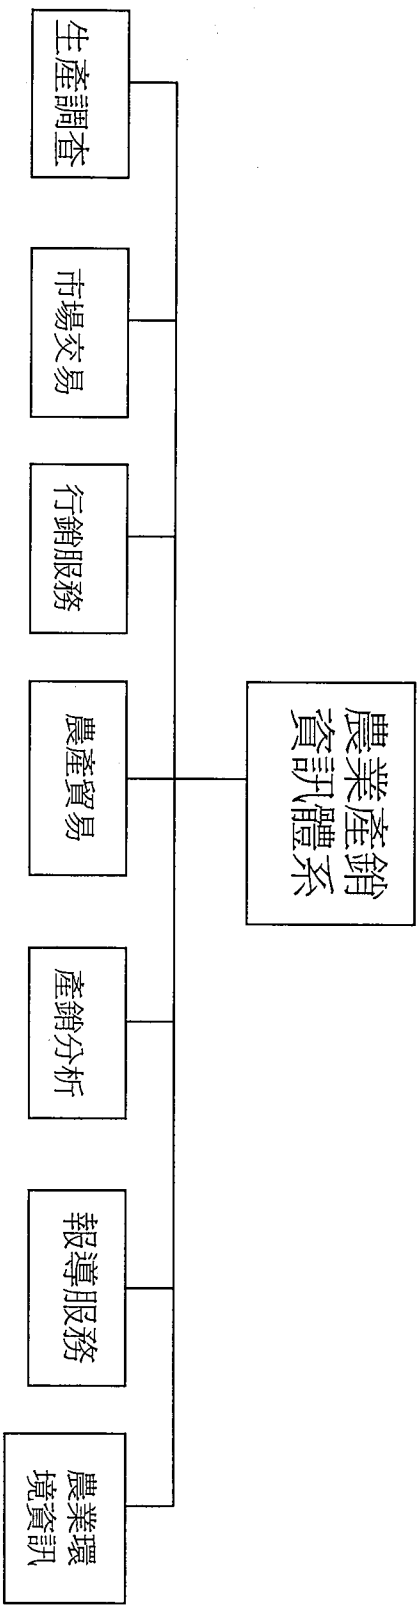 農業產銷
資訊體系
生產調查
市場交易
行銷服務
農產貿易
產銷分析
報導服務
農業環
境資訊